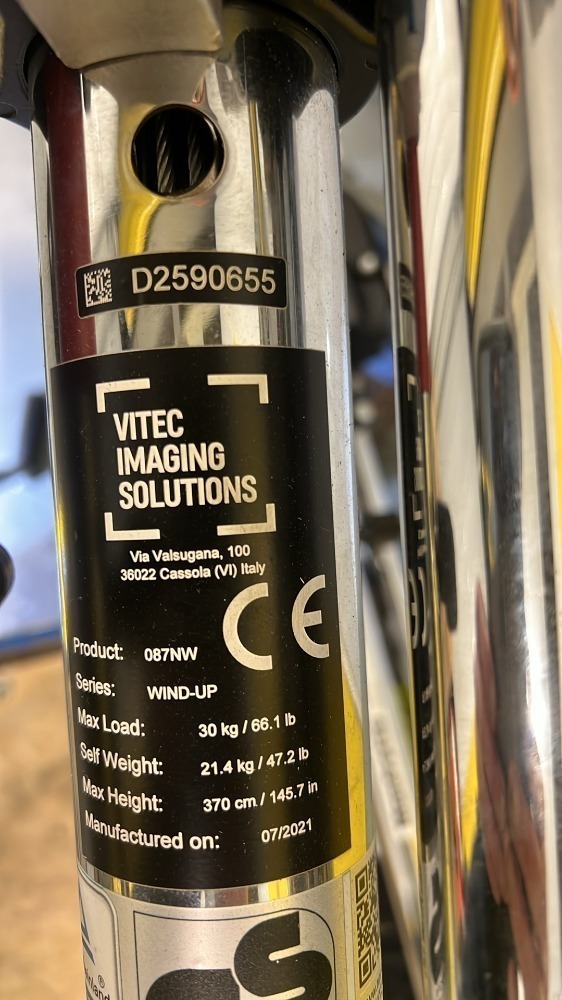 D2590655
VITEC
IMAGING
SOLUTIONS
Via Valsugana, 100
36022 Cassola (VI) Italy
CE
Product: 087NW
Series: WIND-UP
Max Load: 30 kg / 66.1 lb
Self Weight: 21.4 kg / 47.2 lb
Max Height: 370 cm / 145.7 in
Manufactured on: 07/2021